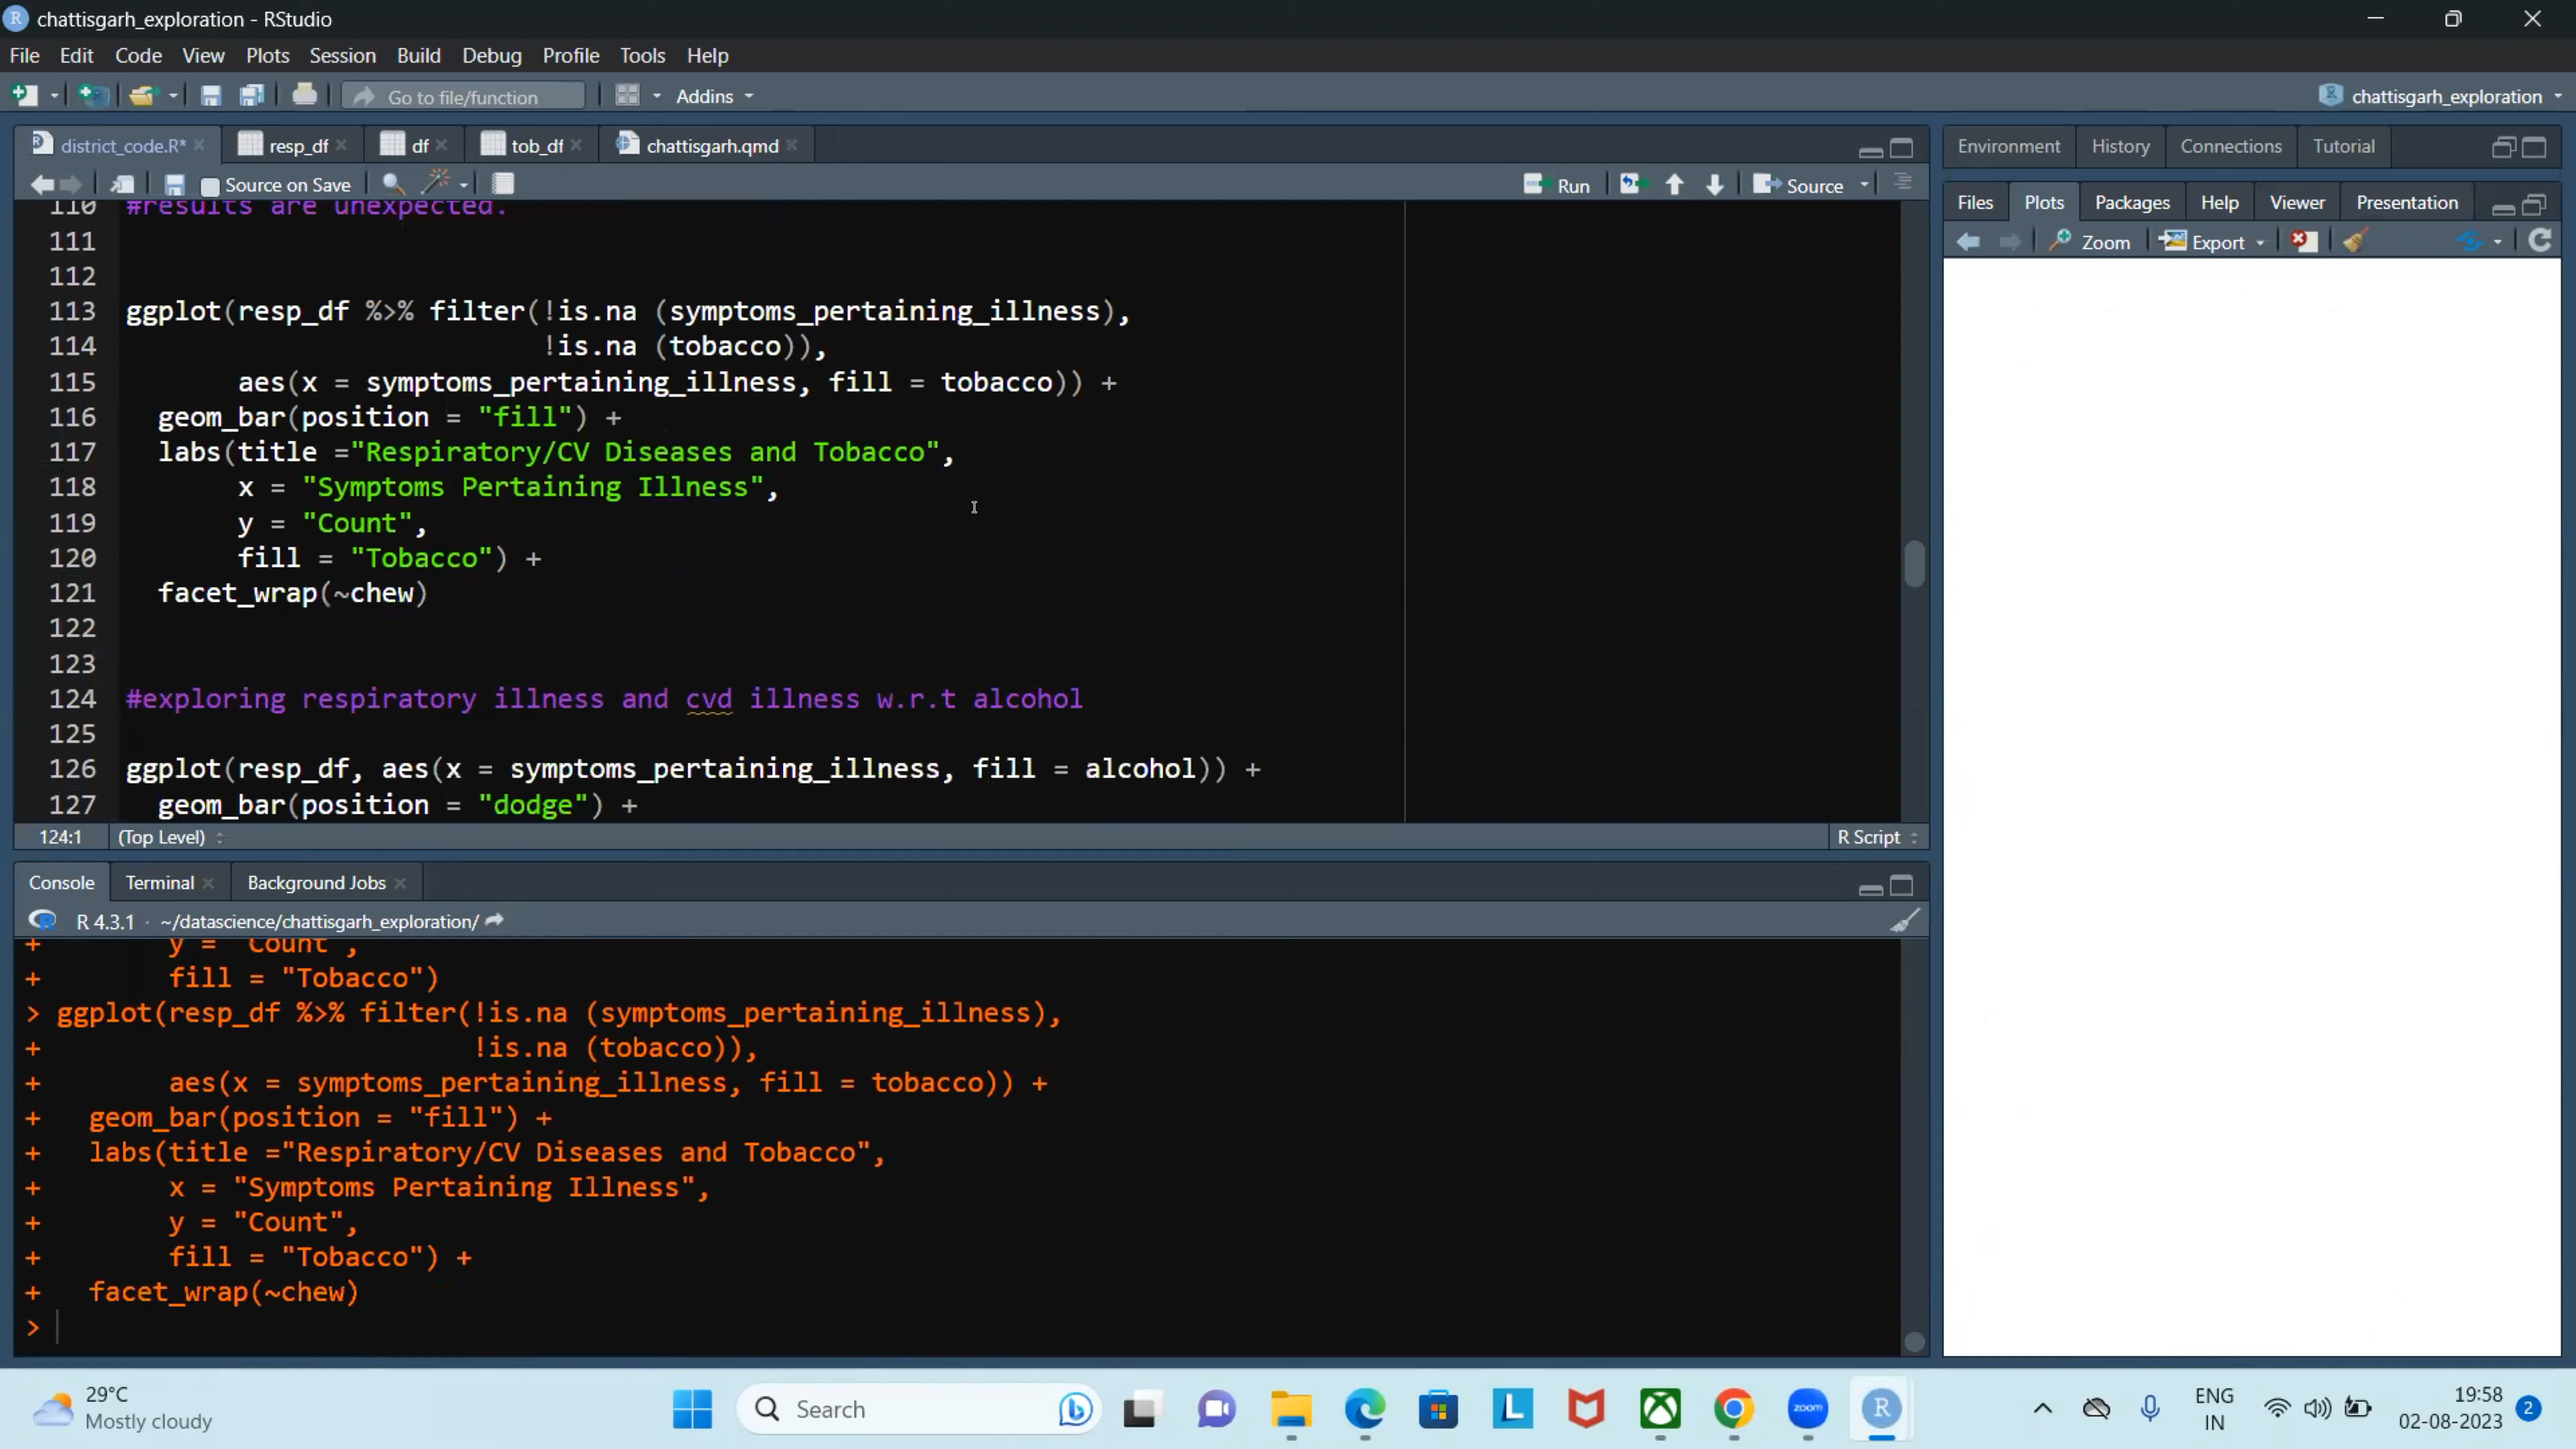 chattisgarh_exploration - RStudio
File Edit Code View Plots Session Build Debug Profile Tools Help
Go to file/function Addins chattisgarh_exploration
district_code.R* resp_df df tob_df chattisgarh.qmd
Source on Save Run Source
110 #results are unexpected.
111
112
113 ggplot(resp_df %>% filter(!is.na (symptoms_pertaining_illness),
114 !is.na (tobacco)),
115 aes(x = symptoms_pertaining_illness, fill = tobacco)) +
116 geom_bar(position = "fill") +
117 labs(title ="Respiratory/CV Diseases and Tobacco",
118 x = "Symptoms Pertaining Illness",
119 y = "Count",
120 fill = "Tobacco") +
121 facet_wrap(~chew)
122
123
124 #exploring respiratory illness and cvd illness w.r.t alcohol
125
126 ggplot(resp_df, aes(x = symptoms_pertaining_illness, fill = alcohol)) +
127 geom_bar(position = "dodge") +
124:1 (Top Level) R Script
Console Terminal Background Jobs
R 4.3.1 · ~/datascience/chattisgarh_exploration/
+ y = "Count",
+ fill = "Tobacco")
> ggplot(resp_df %>% filter(!is.na (symptoms_pertaining_illness),
+ !is.na (tobacco)),
+ aes(x = symptoms_pertaining_illness, fill = tobacco)) +
+ geom_bar(position = "fill") +
+ labs(title ="Respiratory/CV Diseases and Tobacco",
+ x = "Symptoms Pertaining Illness",
+ y = "Count",
+ fill = "Tobacco") +
+ facet_wrap(~chew)
>
Environment History Connections Tutorial
Files Plots Packages Help Viewer Presentation
Zoom Export
29°C
Mostly cloudy
Search
zoom
ENG
IN
19:58
02-08-2023
2